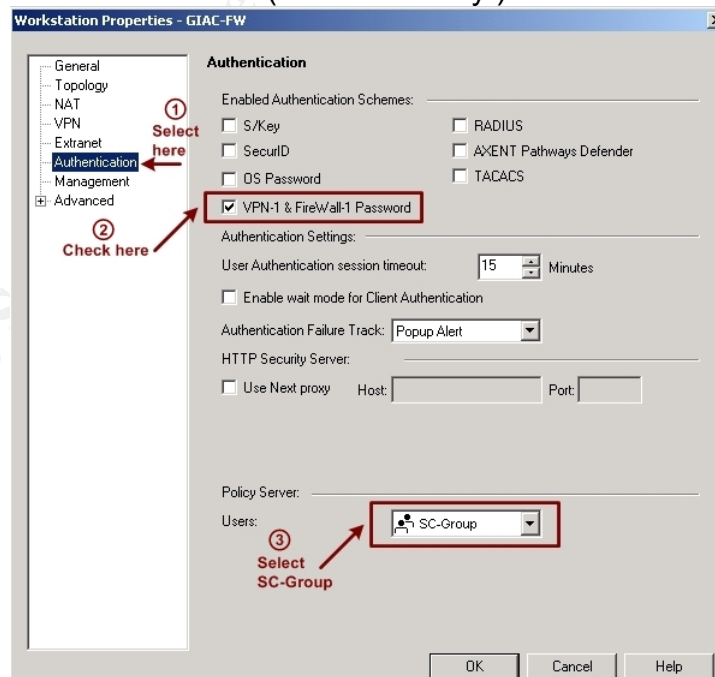 Workstation Properties - GIAC-FW
General
Topology
NAT
VPN
Extranet
Authentication
Management
Advanced
1
Select
here
2
Check here
Authentication
Enabled Authentication Schemes:
S/Key
RADIUS
SecurID
AXENT Pathways Defender
OS Password
TACACS
VPN-1 & FireWall-1 Password
Authentication Settings:
User Authentication session timeout: 15 Minutes
Enable wait mode for Client Authentication
Authentication Failure Track: Popup Alert
HTTP Security Server:
Use Next proxy Host: Port:
Policy Server:
Users: SC-Group
3
Select
SC-Group
OK Cancel Help